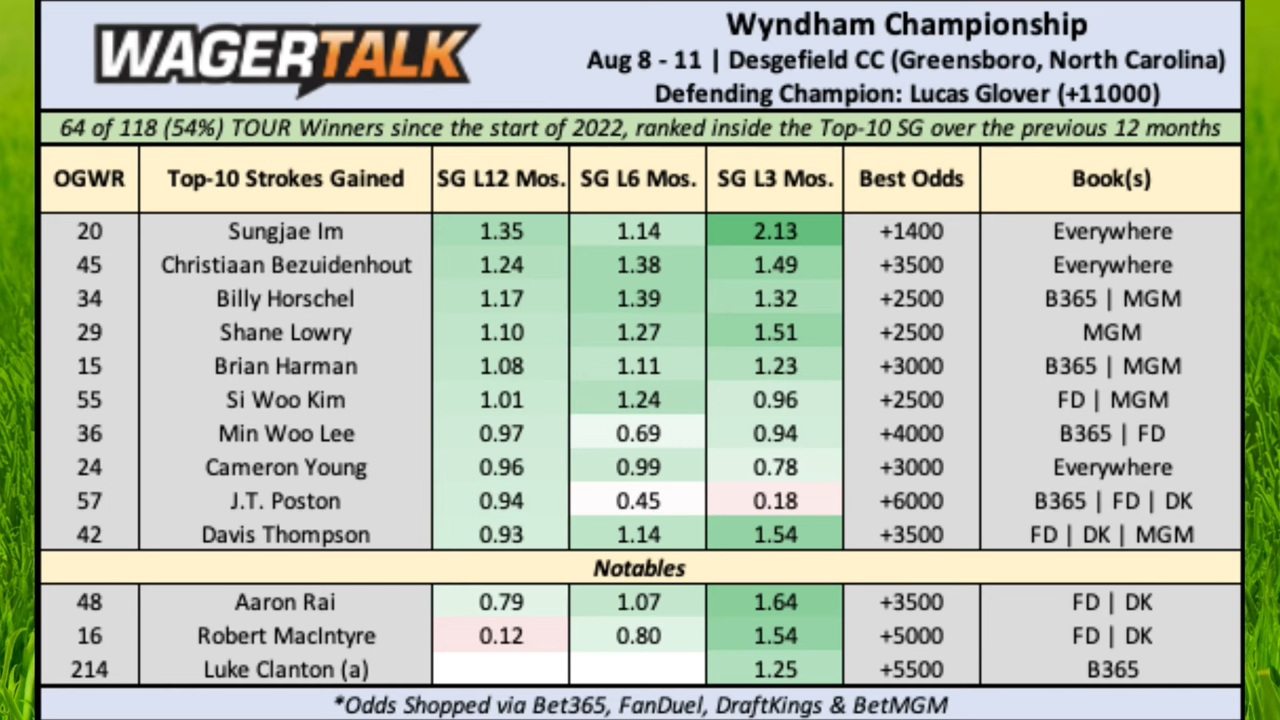 WAGERTALK
Wyndham Championship
Aug 8 - 11 | Desgefield CC (Greensboro, North Carolina)
Defending Champion: Lucas Glover (+11000)
64 of 118 (54%) TOUR Winners since the start of 2022, ranked inside the Top-10 SG over the previous 12 months
OGWR Top-10 Strokes Gained SG L12 Mos. SG L6 Mos. SG L3 Mos. Best Odds Book(s)
20 Sungjae Im 1.35 1.14 2.13 +1400 Everywhere
45 Christiaan Bezuidenhout 1.24 1.38 1.49 +3500 Everywhere
34 Billy Horschel 1.17 1.39 1.32 +2500 B365 | MGM
29 Shane Lowry 1.10 1.27 1.51 +2500 MGM
15 Brian Harman 1.08 1.11 1.23 +3000 B365 | MGM
55 Si Woo Kim 1.01 1.24 0.96 +2500 FD | MGM
36 Min Woo Lee 0.97 0.69 0.94 +4000 B365 | FD
24 Cameron Young 0.96 0.99 0.78 +3000 Everywhere
57 J.T. Poston 0.94 0.45 0.18 +6000 B365 | FD | DK
42 Davis Thompson 0.93 1.14 1.54 +3500 FD | DK | MGM
Notables
48 Aaron Rai 0.79 1.07 1.64 +3500 FD | DK
16 Robert MacIntyre 0.12 0.80 1.54 +5000 FD | DK
214 Luke Clanton (a) 1.25 +5500 B365
*Odds Shopped via Bet365, FanDuel, DraftKings & BetMGM